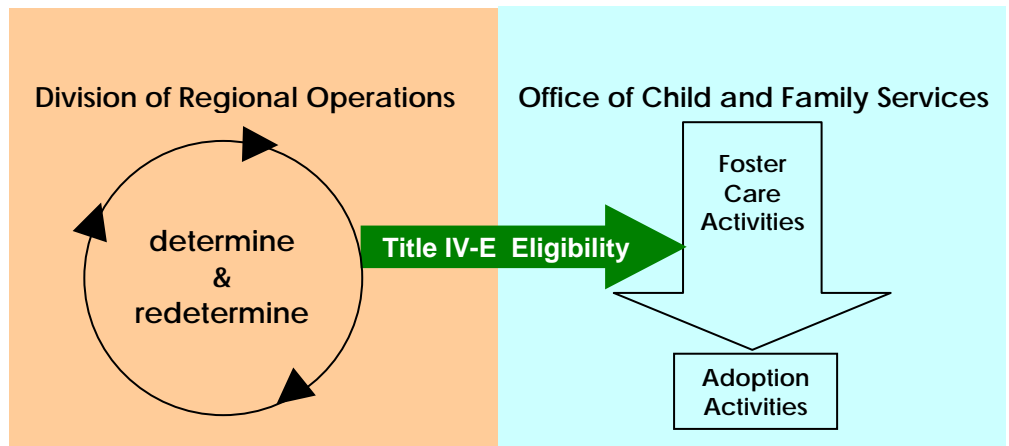 Division of Regional Operations
determine
&
redetermine
Title IV-E Eligibility
Office of Child and Family Services
Foster
Care
Activities
Adoption
Activities